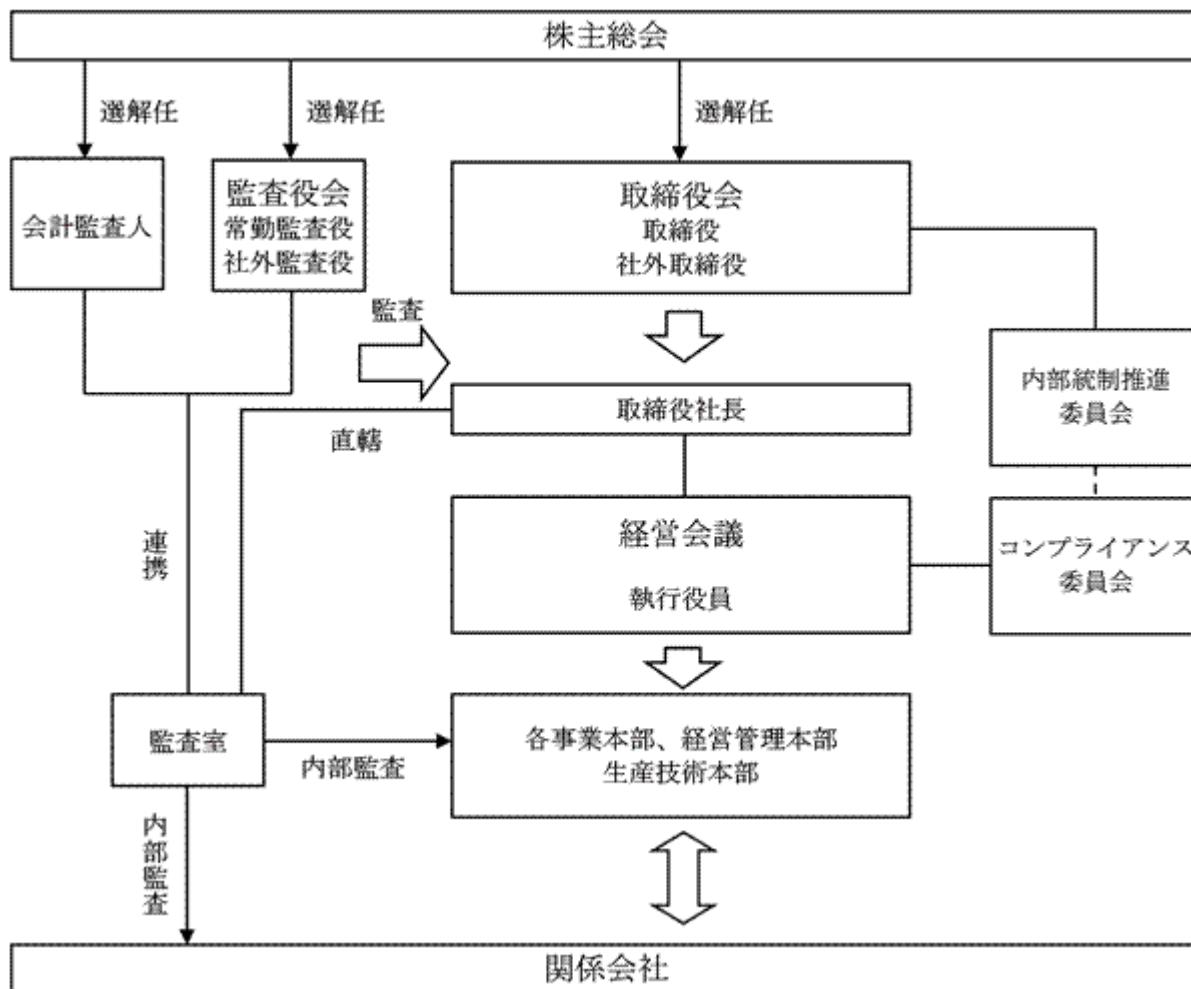 株主総会
選解任
選解任
選解任
会計監査人
監査役会
常勤監査役
社外監査役
取締役会
取締役
社外取締役
監査
内部統制推進
委員会
取締役社長
直轄
連携
経営会議
執行役員
コンプライアンス
委員会
監査室
内部監査
各事業本部、経営管理本部
生産技術本部
内部監査
関係会社